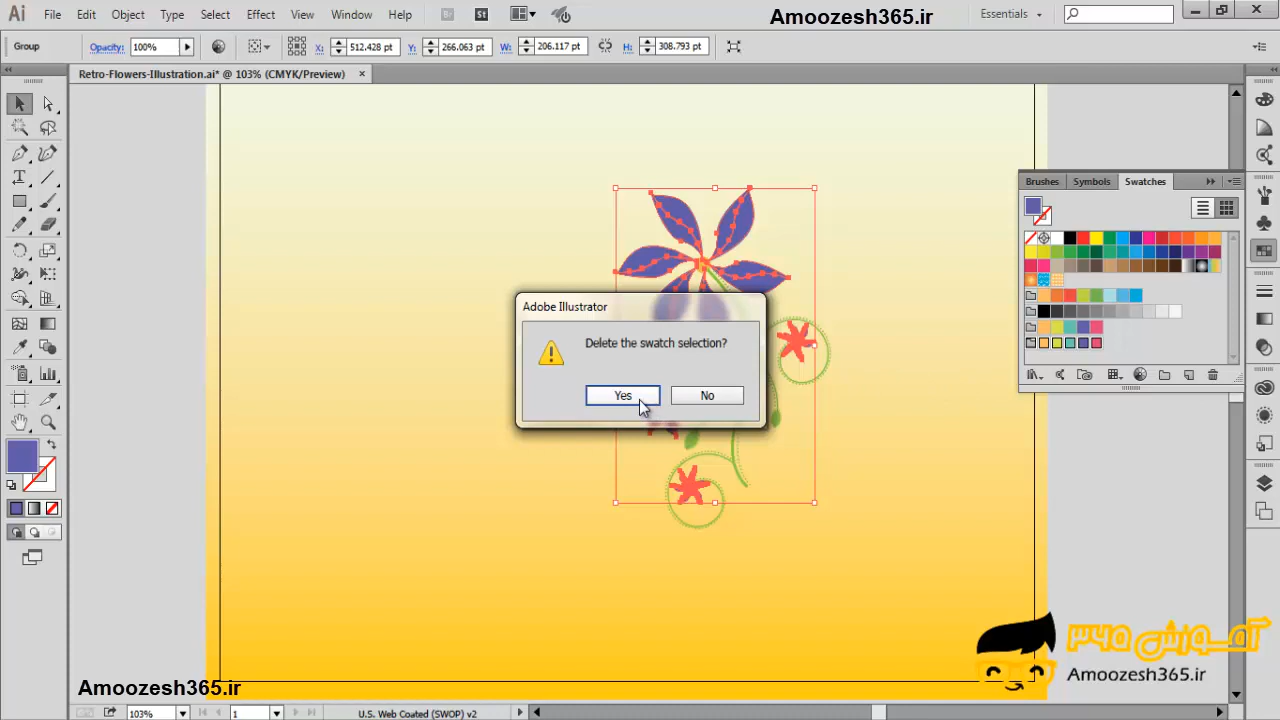 Ai File Edit Object Type Select Effect View Window Help Br St Amoozesh365.ir Essentials
Group Opacity: 100% X: 512.428 pt Y: 266.063 pt W: 206.117 pt H: 308.793 pt
Retro-Flowers-Illustration.ai* @ 103% (CMYK/Preview)
Brushes Symbols Swatches
Adobe Illustrator
Delete the swatch selection?
Yes No
آموزش ۳۶۵
Amoozesh365.ir
Amoozesh365.ir
103% 1 U.S. Web Coated (SWOP) v2